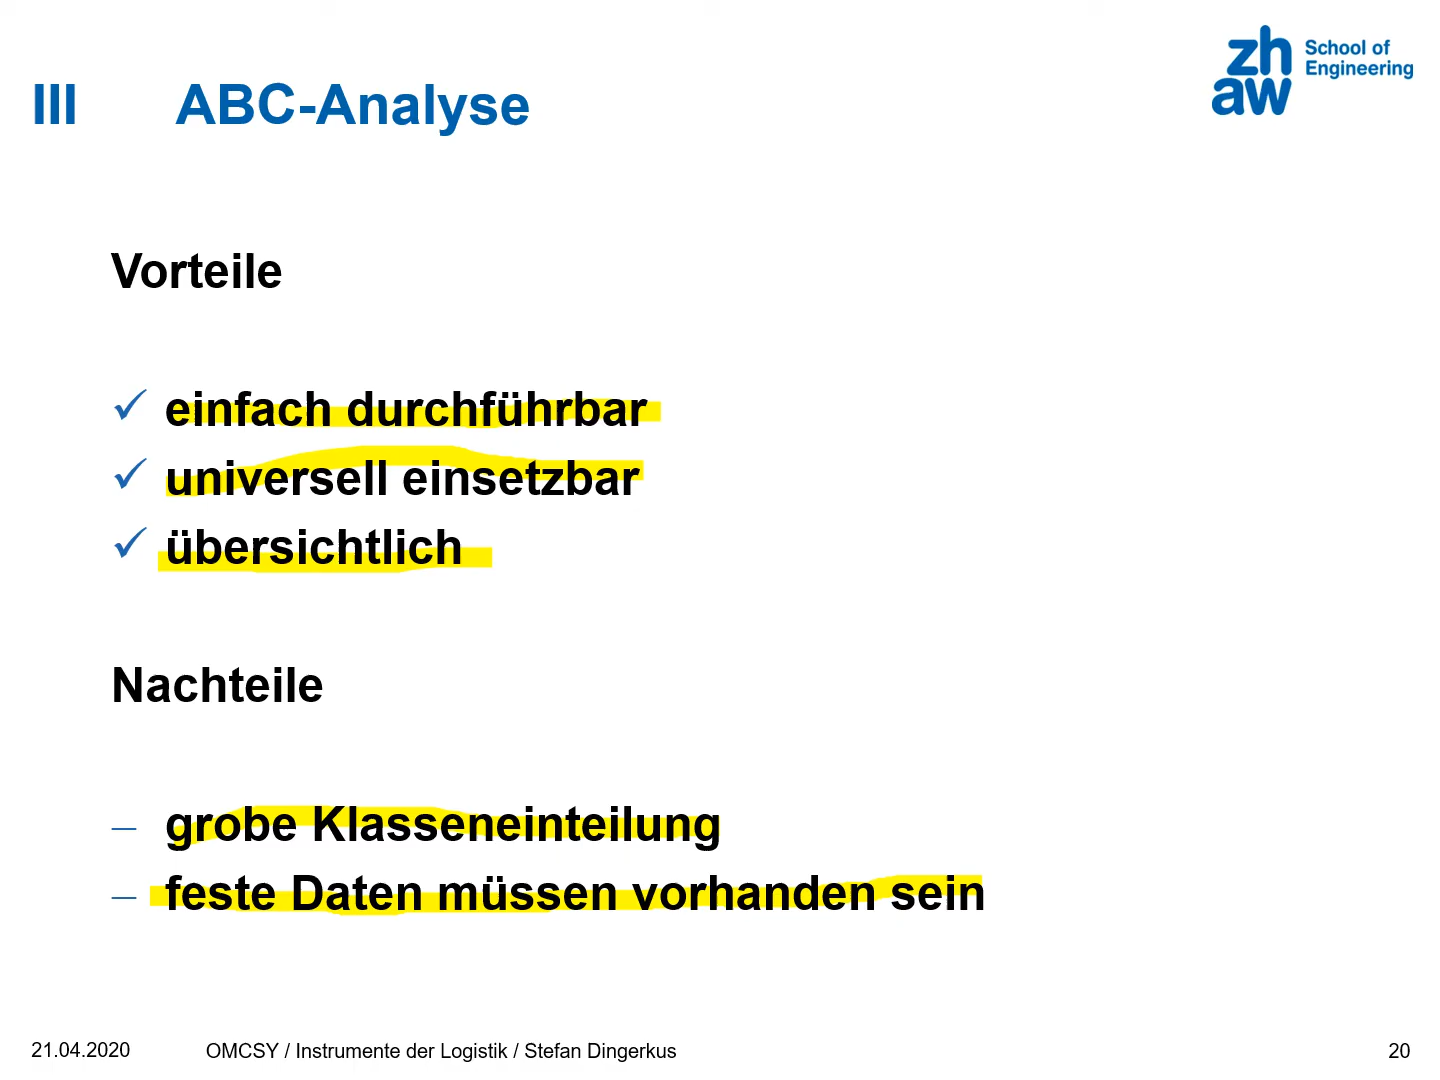 zh School of
aw Engineering
III ABC-Analyse
Vorteile
✓ einfach durchführbar
✓ universell einsetzbar
✓ übersichtlich
Nachteile
– grobe Klasseneinteilung
– feste Daten müssen vorhanden sein
21.04.2020 OMCSY / Instrumente der Logistik / Stefan Dingerkus 20